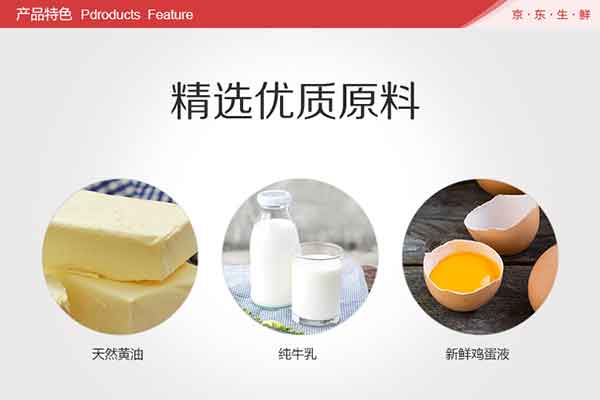 产品特色 Pdroducts Feature
京·东·生·鲜
精选优质原料
天然黄油
纯牛乳
新鲜鸡蛋液